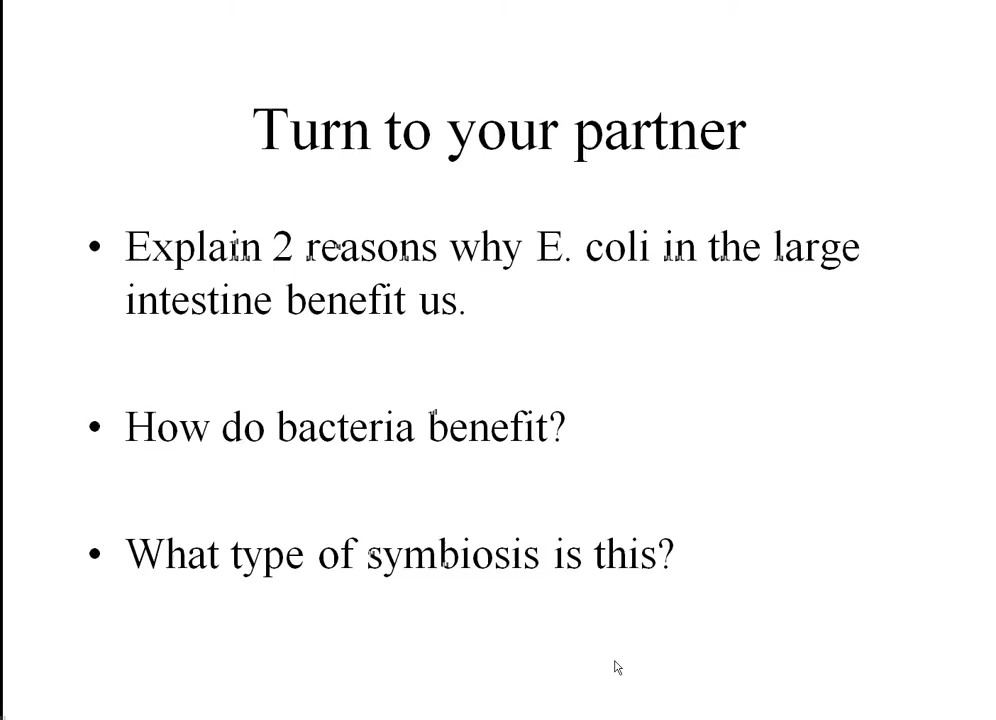 Turn to your partner
• Explain 2 reasons why E. coli in the large
intestine benefit us.
• How do bacteria benefit?
• What type of symbiosis is this?